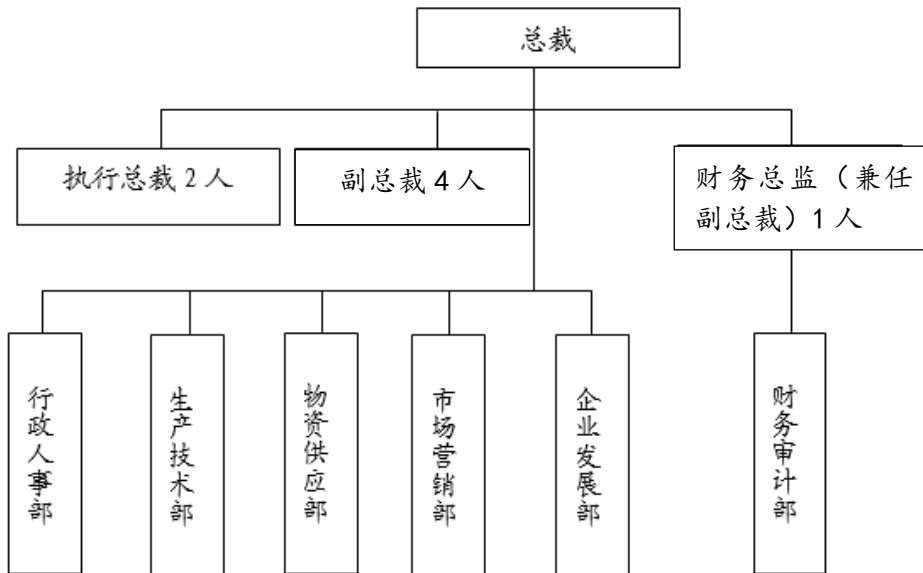 总裁
执行总裁 2 人
副总裁 4 人
财务总监（兼任
副总裁）1 人
行政人事部
生产技术部
物资供应部
市场营销部
企业发展部
财务审计部